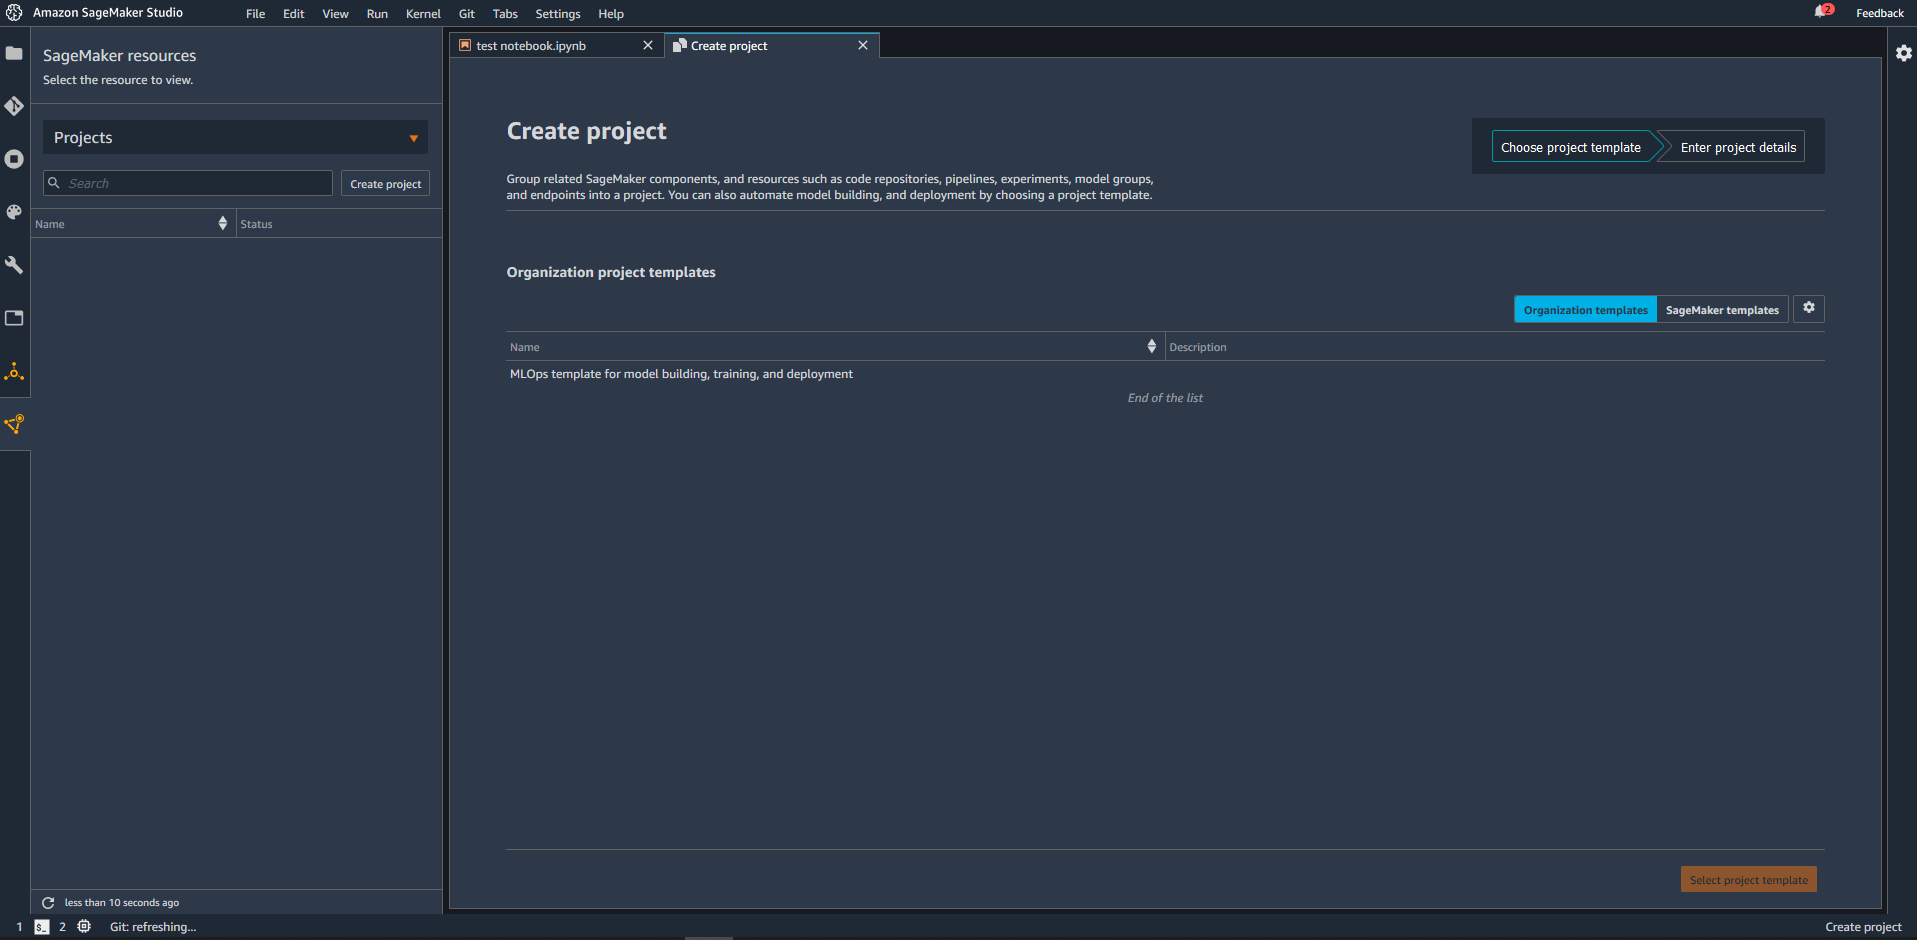 Amazon SageMaker Studio
File Edit View Run Kernel Git Tabs Settings Help
2
Feedback
SageMaker resources
Select the resource to view.
Projects
Search
Create project
Name Status
less than 10 seconds ago
test notebook.ipynb
Create project
Create project
Choose project template
Enter project details
Group related SageMaker components, and resources such as code repositories, pipelines, experiments, model groups,
and endpoints into a project. You can also automate model building, and deployment by choosing a project template.
Organization project templates
Organization templates
SageMaker templates
Name Description
MLOps template for model building, training, and deployment
End of the list
Select project template
1 $_ 2 Git: refreshing...
Create project